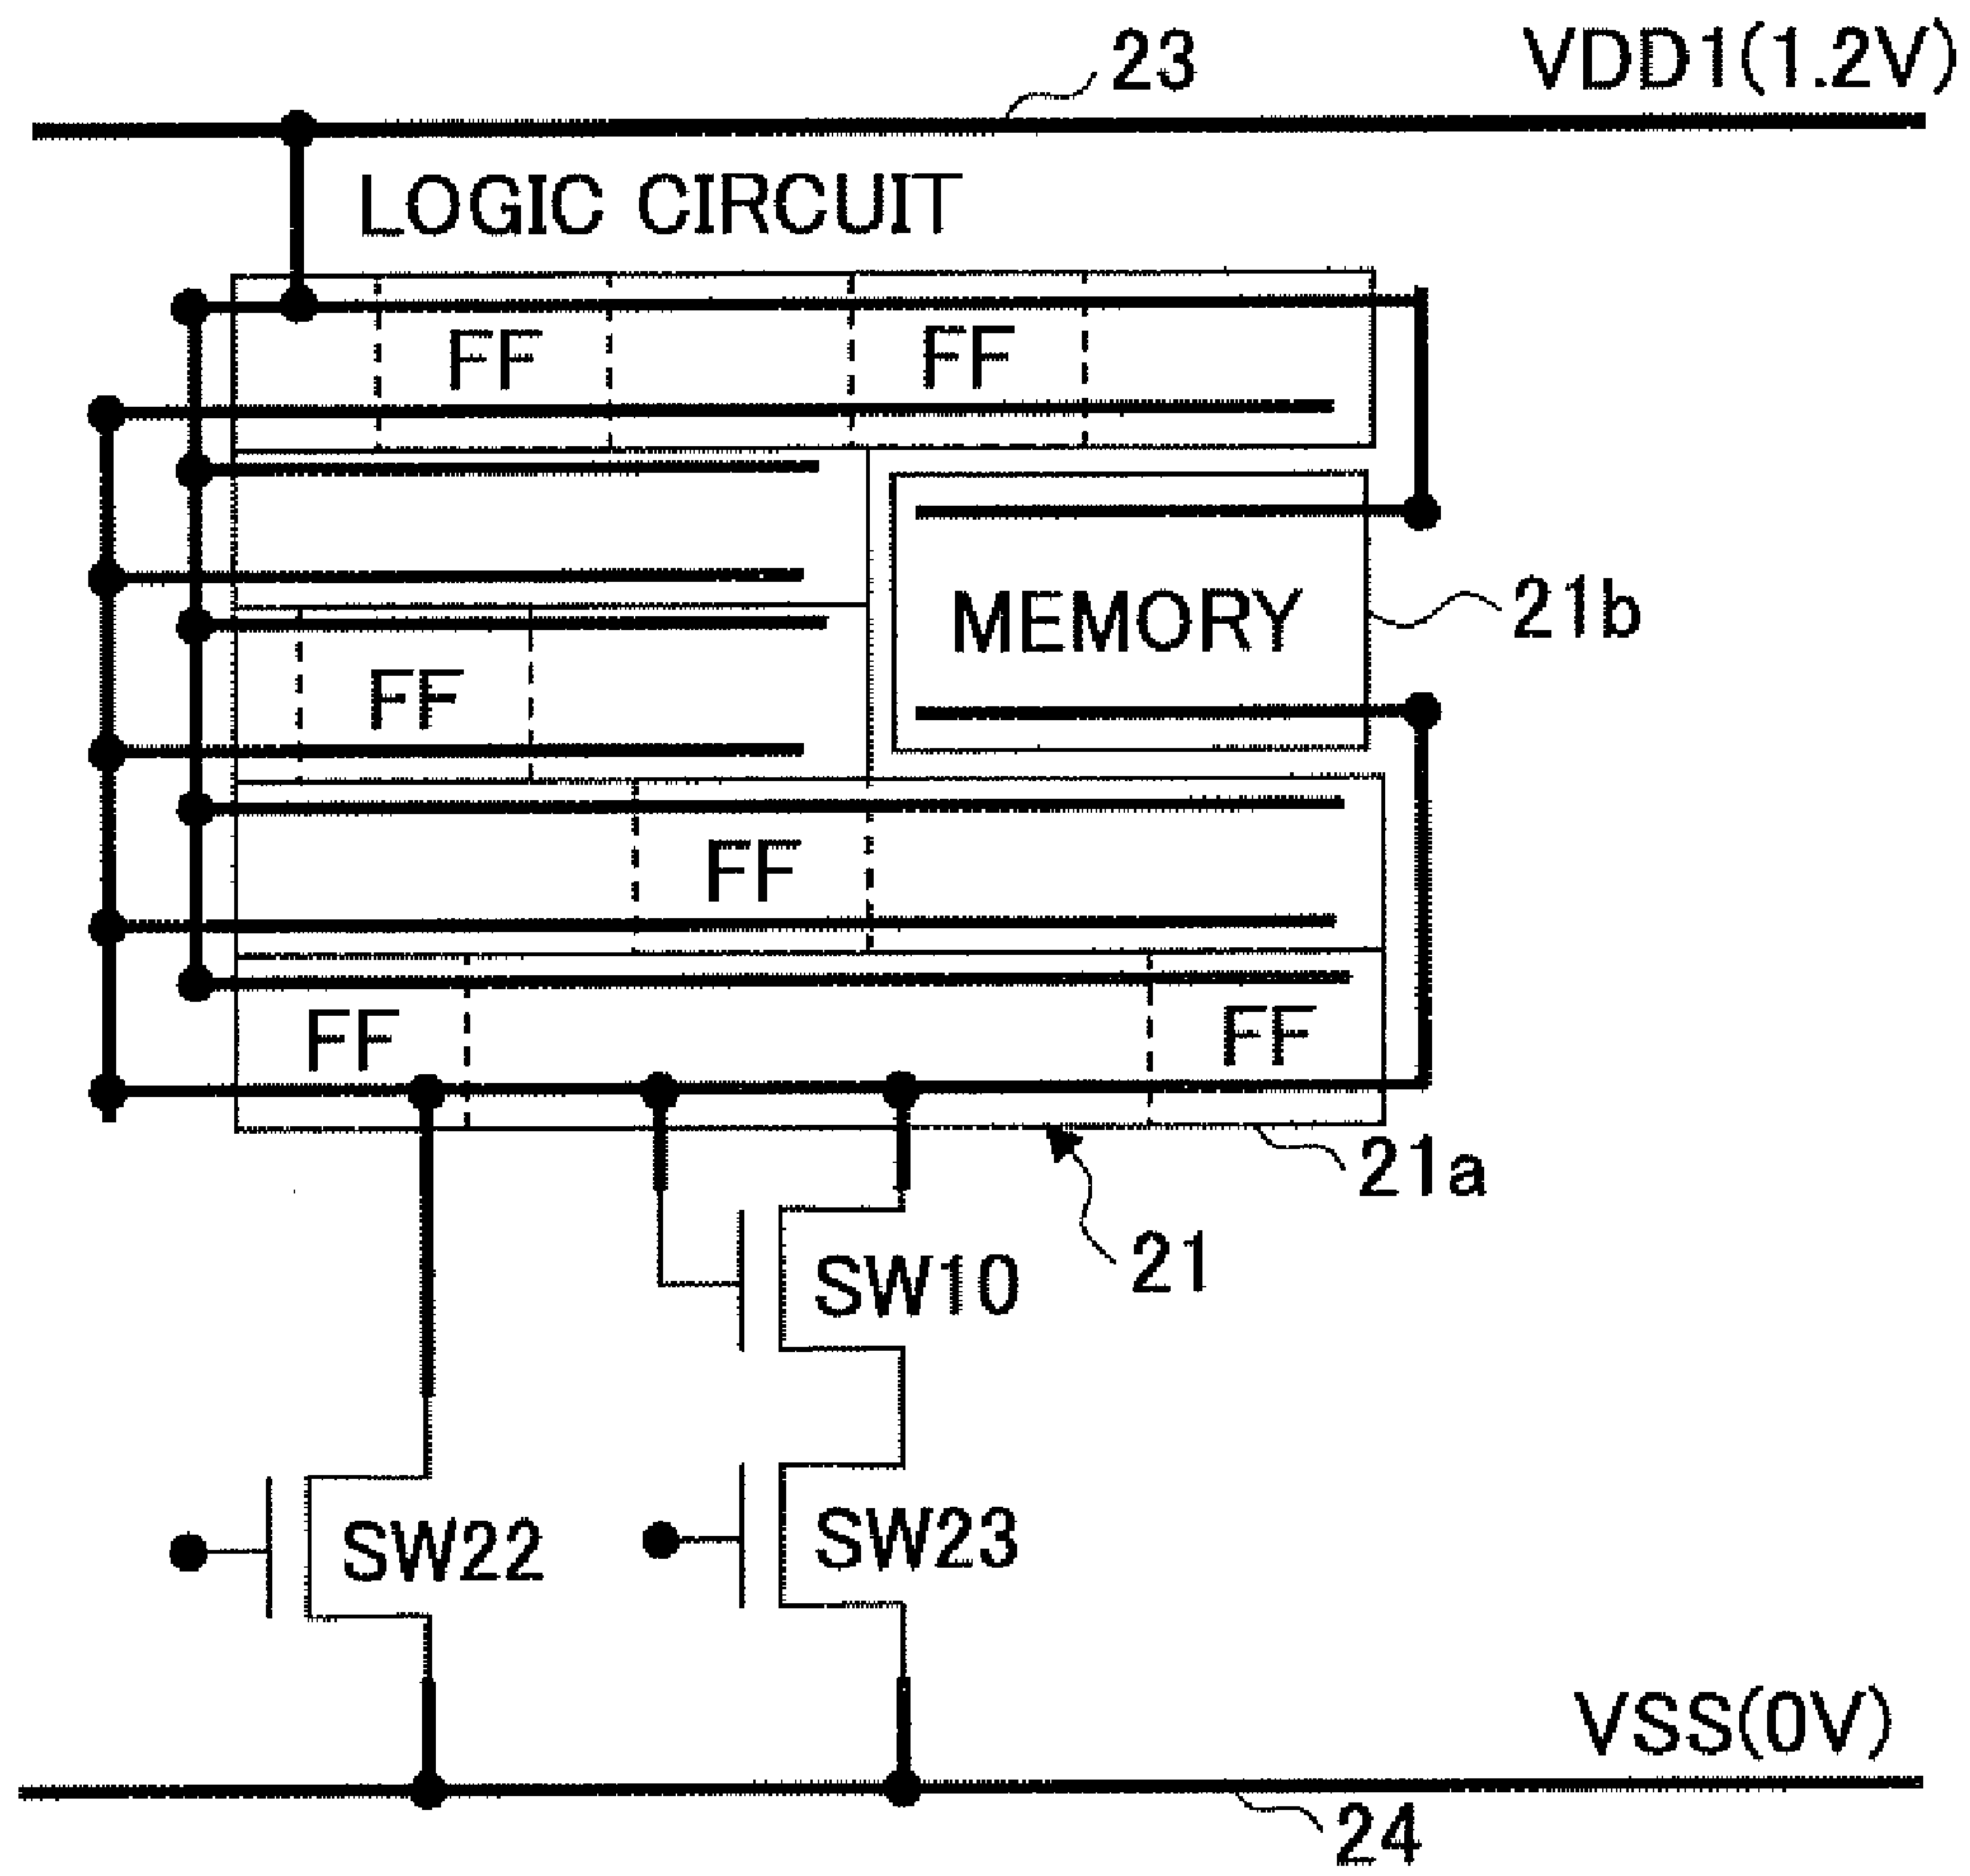 23
VDD1(1.2V)
LOGIC CIRCUIT
FF FF
MEMORY
21b
FF
FF
FF FF
21a
21
SW10
SW22
SW23
VSS(0V)
24